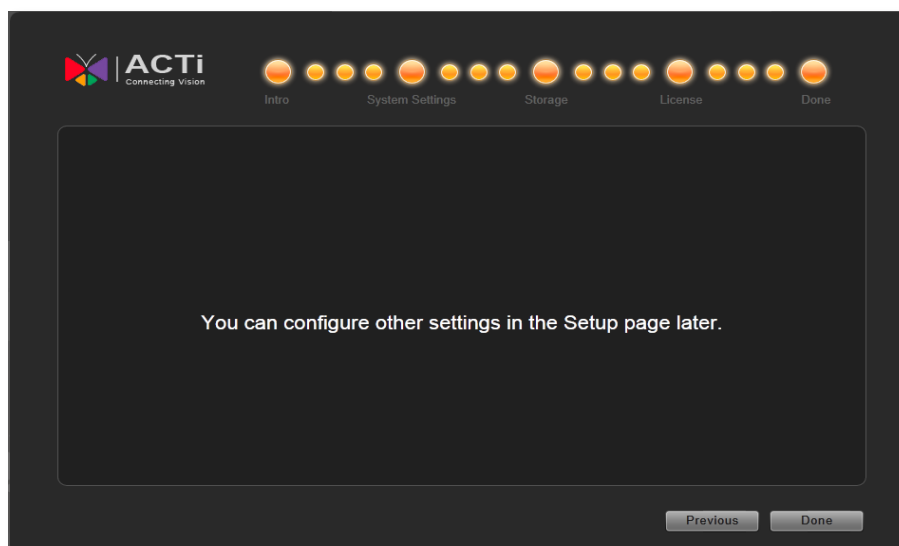 ACTi
Connecting Vision
Intro System Settings Storage License Done
You can configure other settings in the Setup page later.
Previous Done